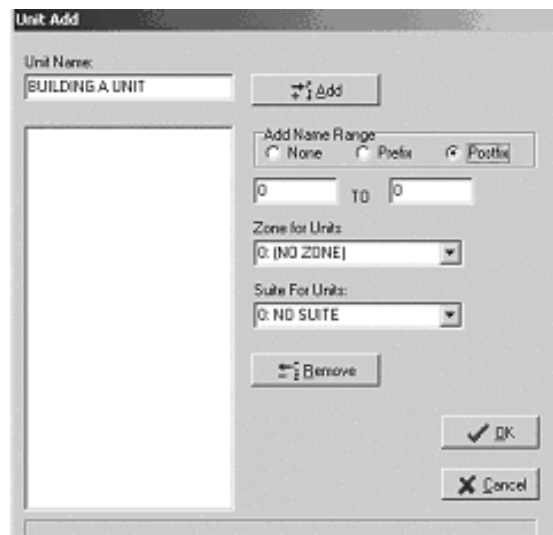 Unit Add
Unit Name:
BUILDING A UNIT
Add
Add Name Range
None Prefix Postfix
0 TO 0
Zone for Units
0: (NO ZONE)
Suite For Units:
0: NO SUITE
Remove
OK
Cancel